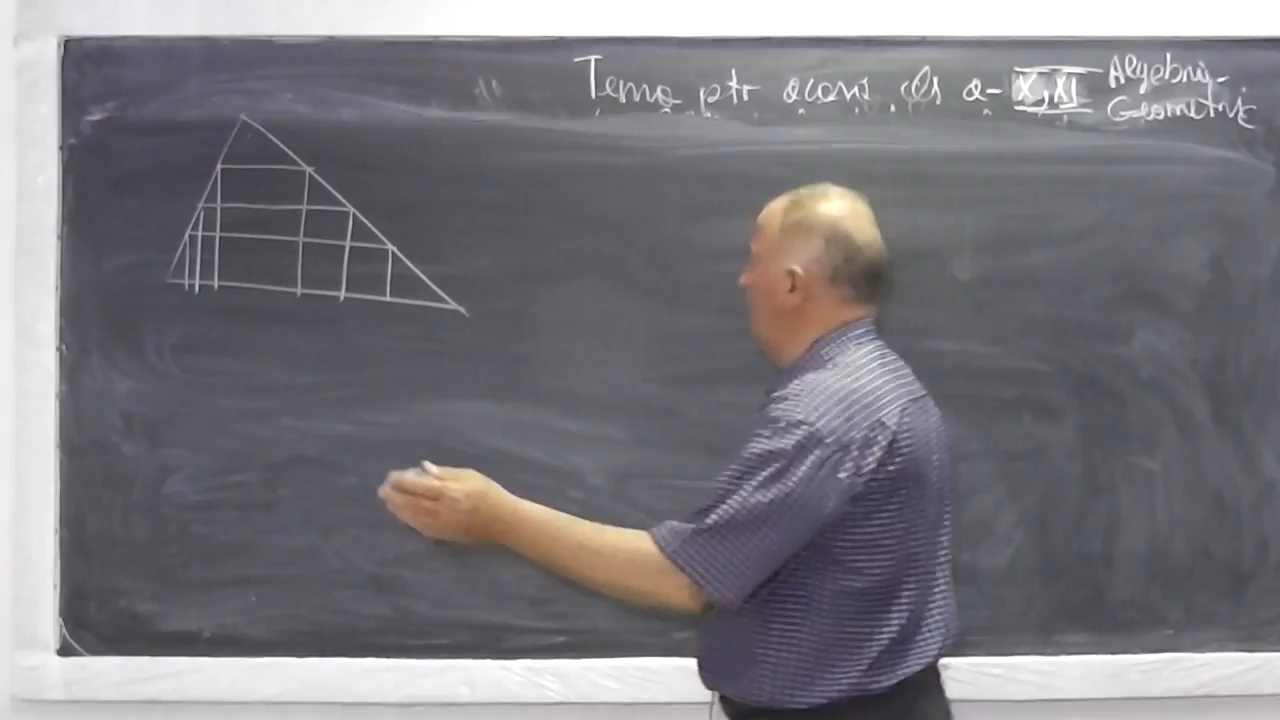 Tema ptr acasă cls a- X, XI Algebră-
Geometrie